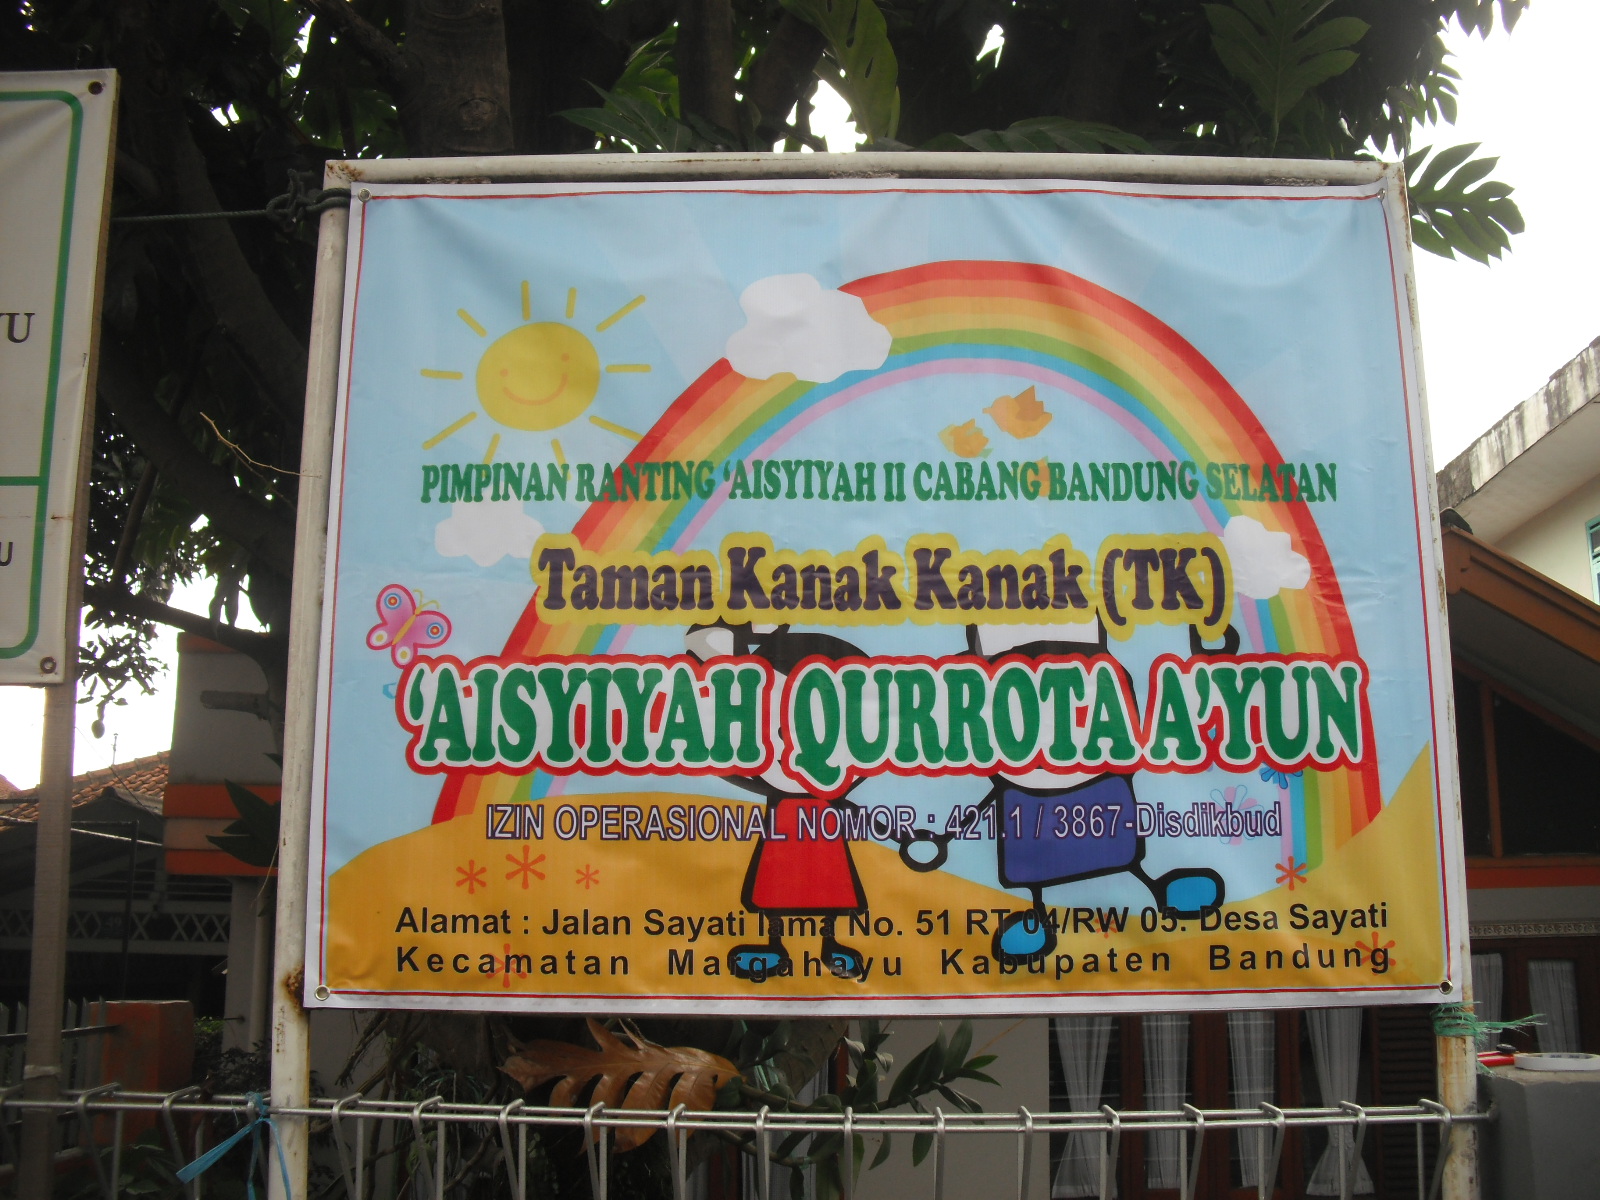 YU
U
PIMPINAN RANTING 'AISYIYAH II CABANG BANDUNG SELATAN
Taman Kanak Kanak (TK)
'AISYIYAH QURROTA A'YUN
IZIN OPERASIONAL NOMOR : 421.1 / 3867-Disdikbud
Alamat : Jalan Sayati lama No. 51 RT 04/RW 05. Desa Sayati
Kecamatan Margahayu Kabupaten Bandung